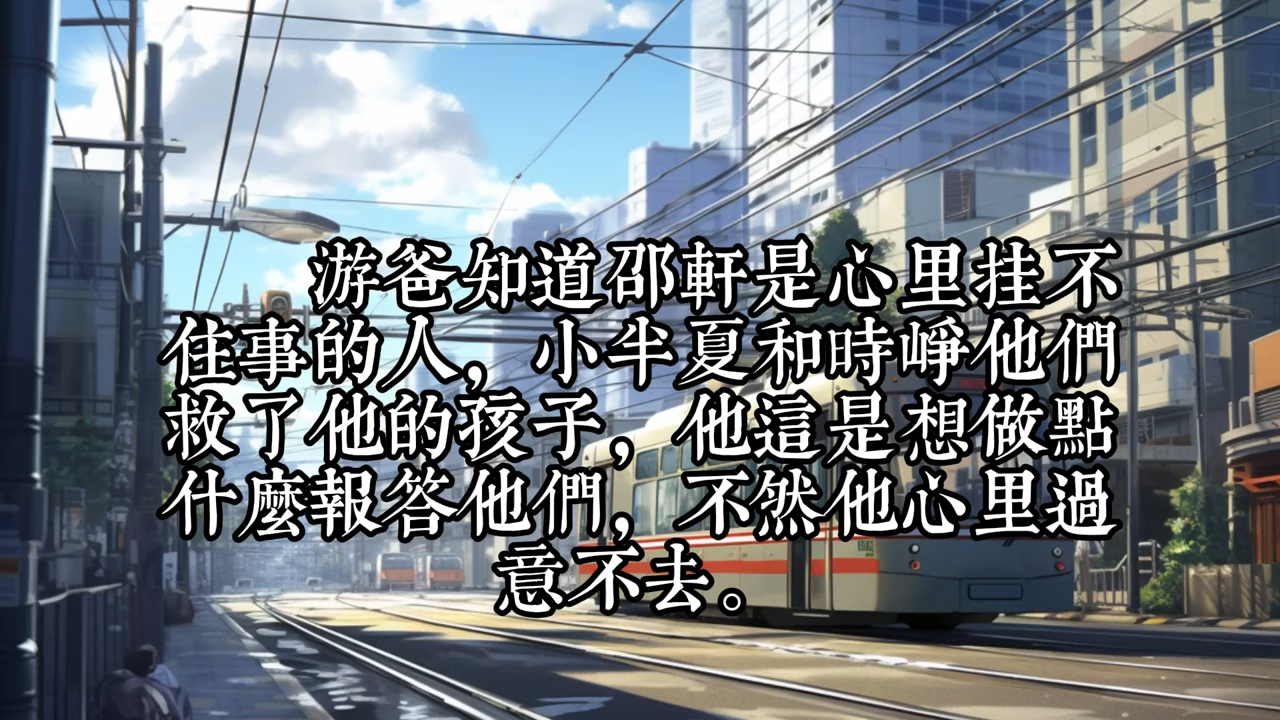 游爸知道邵軒是心里挂不
住事的人，小半夏和時崢他們
救了他的孩子，他這是想做點
什麼報答他們，不然他心里過
意不去。